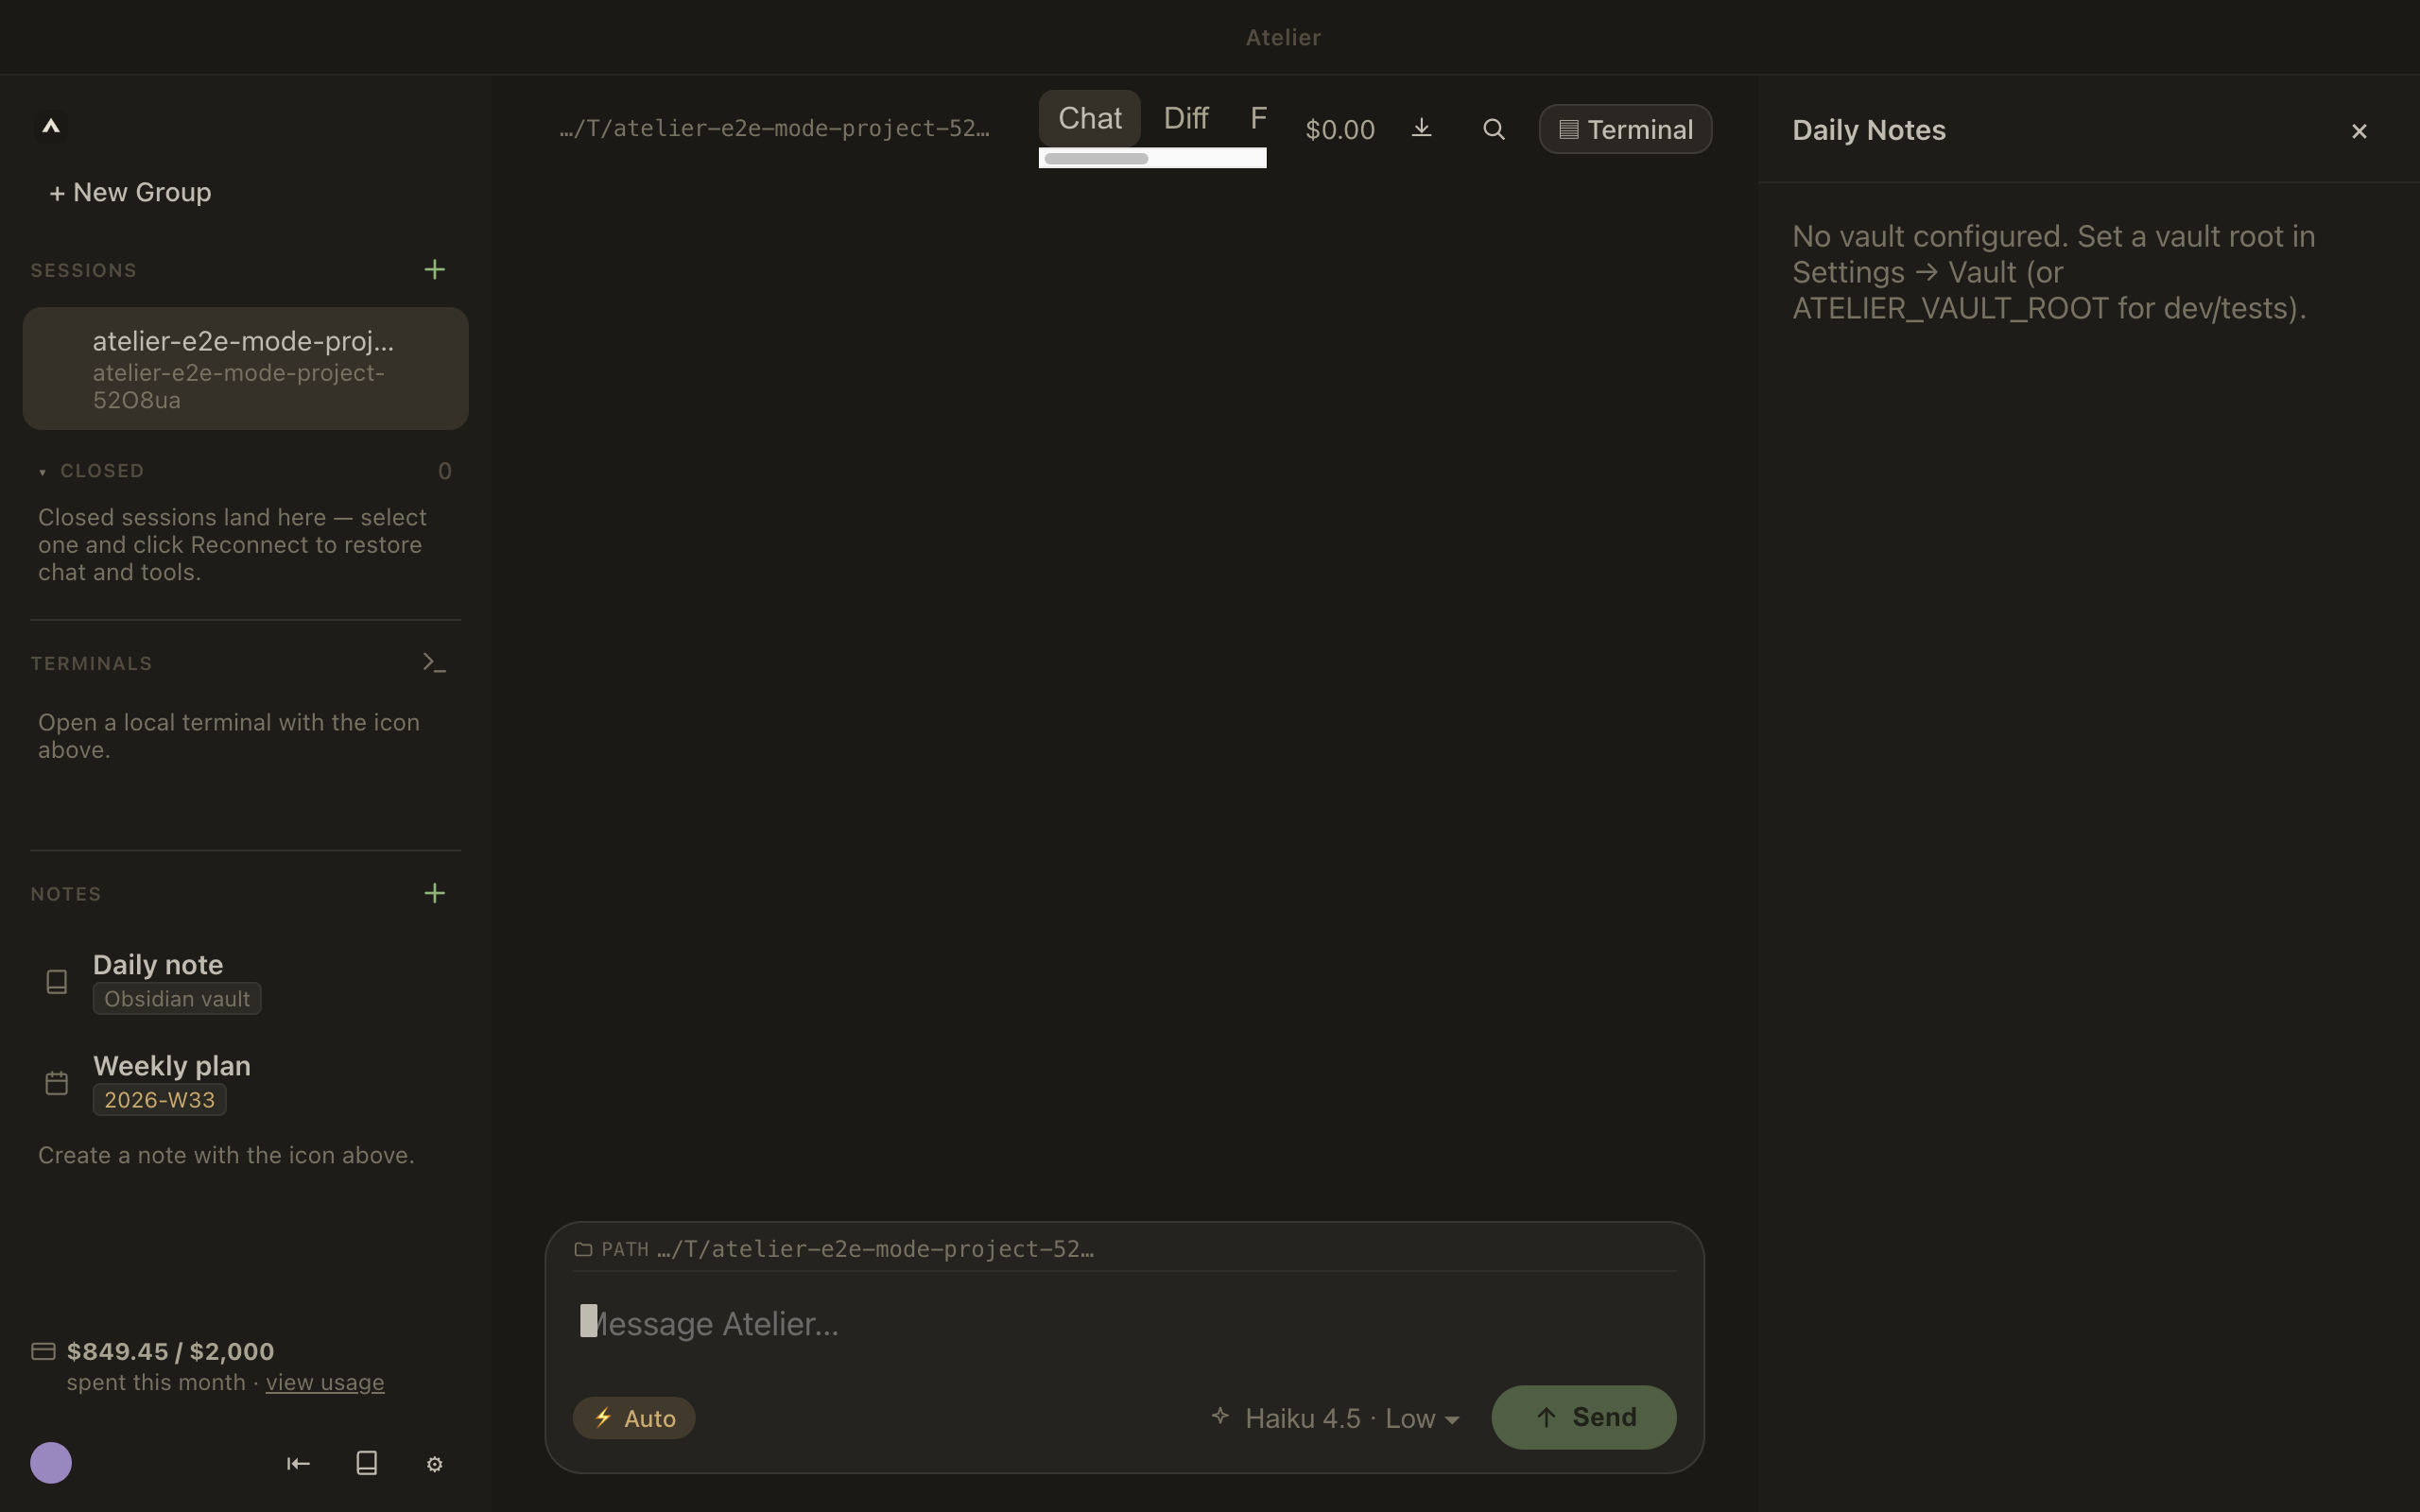 Atelier
+ New Group
SESSIONS
atelier-e2e-mode-proj...
atelier-e2e-mode-project-
52O8ua
CLOSED 0
Closed sessions land here — select
one and click Reconnect to restore
chat and tools.
TERMINALS
Open a local terminal with the icon
above.
NOTES
Daily note
Obsidian vault
Weekly plan
2026-W33
Create a note with the icon above.
$849.45 / $2,000
spent this month · view usage
…/T/atelier-e2e-mode-project-52…
Chat Diff F
$0.00
Terminal
PATH …/T/atelier-e2e-mode-project-52…
Message Atelier...
Auto
Haiku 4.5 · Low
Send
Daily Notes
No vault configured. Set a vault root in
Settings → Vault (or
ATELIER_VAULT_ROOT for dev/tests).